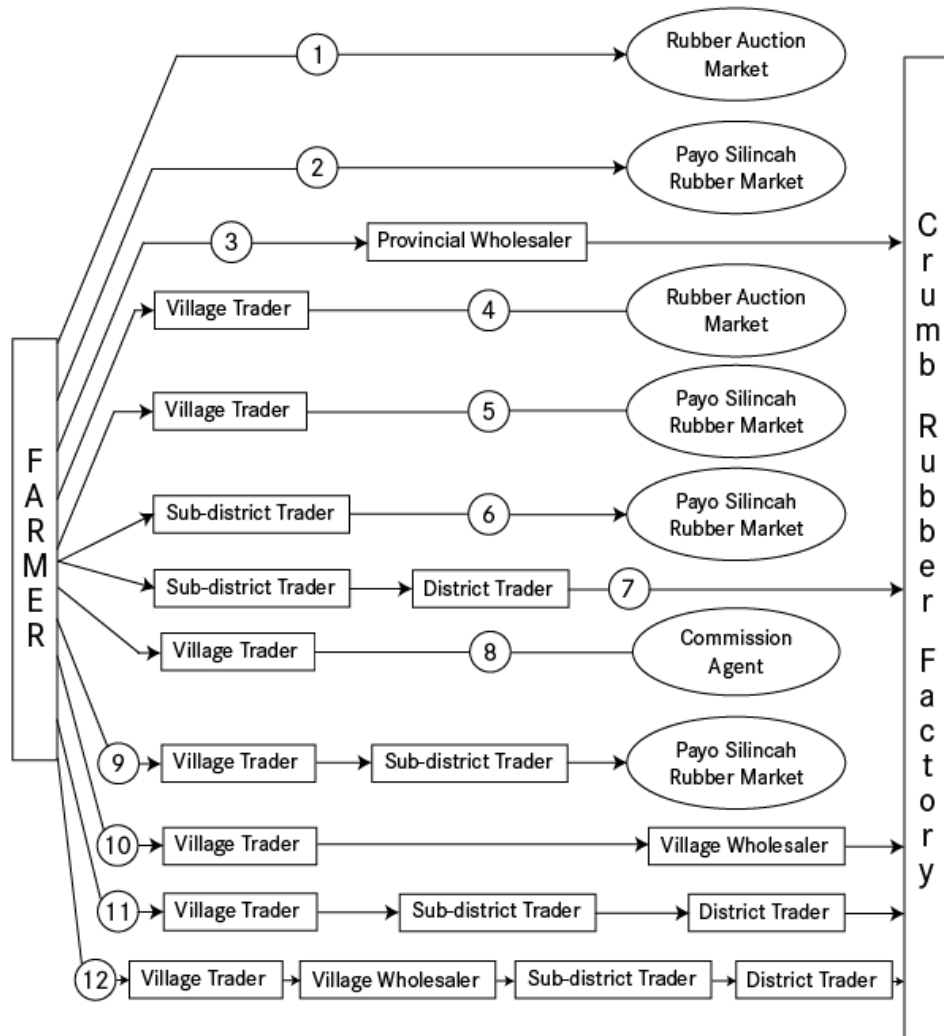 1
Rubber Auction
Market
2
Payo Silincah
Rubber Market
3
Provincial Wholesaler
Village Trader
4
Rubber Auction
Market
Village Trader
5
Payo Silincah
Rubber Market
Sub-district Trader
6
Payo Silincah
Rubber Market
Sub-district Trader
District Trader
7
Village Trader
8
Commission
Agent
9
Village Trader
Sub-district Trader
Payo Silincah
Rubber Market
10
Village Trader
Village Wholesaler
11
Village Trader
Sub-district Trader
District Trader
12
Village Trader
Village Wholesaler
Sub-district Trader
District Trader
FARMER
Crumb Rubber Factory